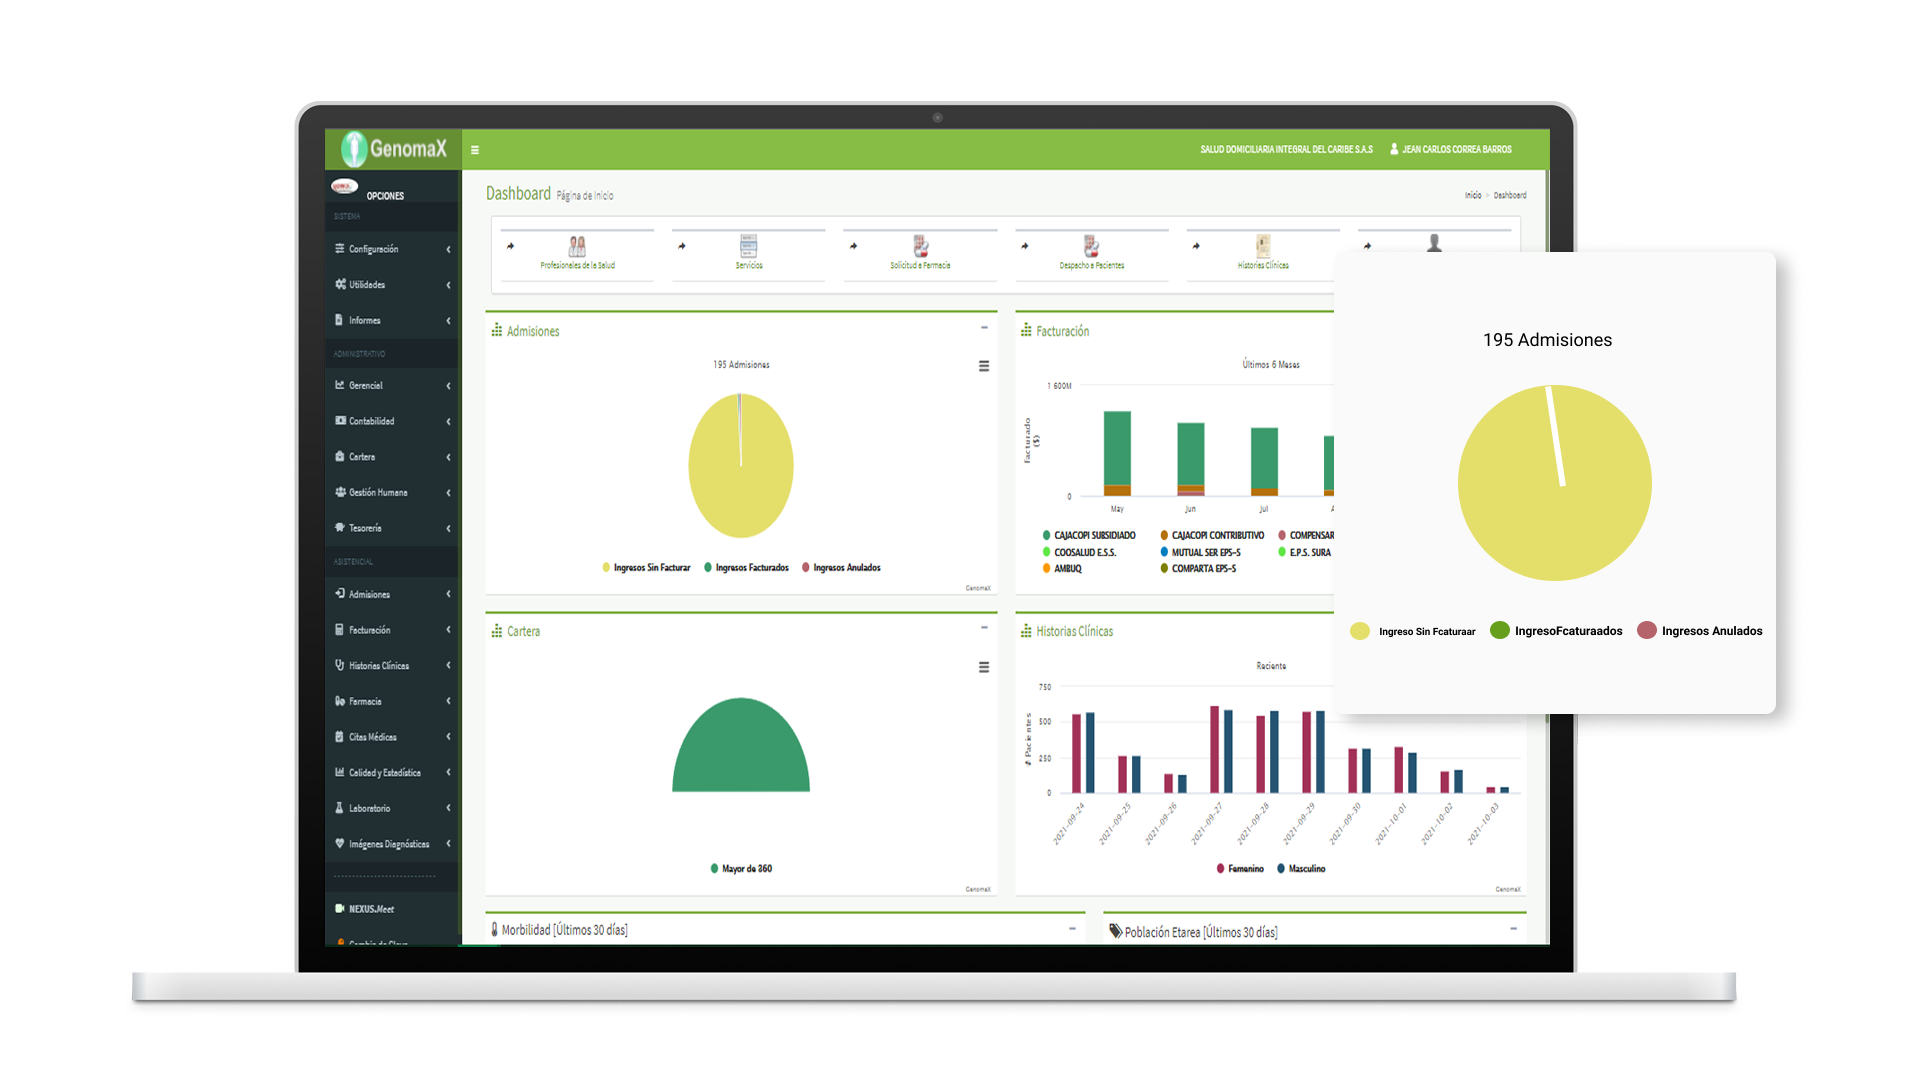 GenomaX
SALUD DOMICILIARIA INTEGRAL DEL CARIBE S.A.S
JEAN CARLOS CORREA BARROS
OPCIONES
SISTEMA
Configuración
Utilidades
Informes
ADMINISTRATIVO
Gerencial
Contabilidad
Cartera
Gestión Humana
Tesorería
ASISTENCIAL
Admisiones
Facturación
Historias Clínicas
Farmacia
Citas Médicas
Calidad y Estadística
Laboratorio
Imágenes Diagnósticas
NEXUS.Meet
Cambio de Clave
Dashboard Página de Inicio
Inicio > Dashboard
Profesionales de la Salud
Servicios
Solicitud a Farmacia
Despacho a Pacientes
Historias Clínicas
Admisiones
195 Admisiones
Ingresos Sin Facturar
Ingresos Facturados
Ingresos Anulados
GenomaX
Facturación
Últimos 6 Meses
Facturado ($)
1 600M
0
May
Jun
Jul
A
CAJACOPI SUBSIDIADO
CAJACOPI CONTRIBUTIVO
COMPENSAR
COOSALUD E.S.S.
MUTUAL SER EPS-S
E.P.S. SURA
AMBUQ
COMPARTA EPS-S
195 Admisiones
Ingreso Sin Fcaturaar
IngresoFcaturaados
Ingresos Anulados
Cartera
Mayor de 360
GenomaX
Historias Clínicas
Reciente
# Pacientes
750
500
250
0
2021-09-24
2021-09-25
2021-09-26
2021-09-27
2021-09-28
2021-09-29
2021-09-30
2021-10-01
2021-10-02
2021-10-03
Femenino
Masculino
GenomaX
Morbilidad [Últimos 30 días]
Población Etarea [Últimos 30 días]